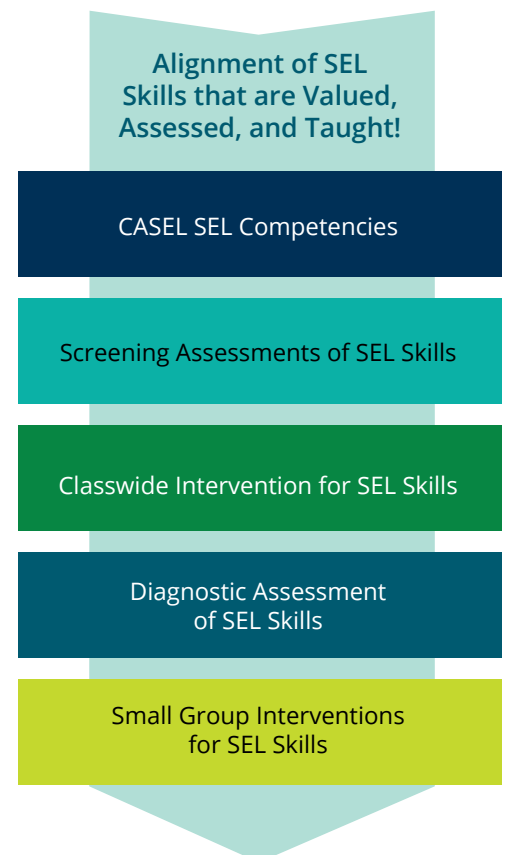 Alignment of SEL
Skills that are Valued,
Assessed, and Taught!
CASEL SEL Competencies
Screening Assessments of SEL Skills
Classwide Intervention for SEL Skills
Diagnostic Assessment
of SEL Skills
Small Group Interventions
for SEL Skills